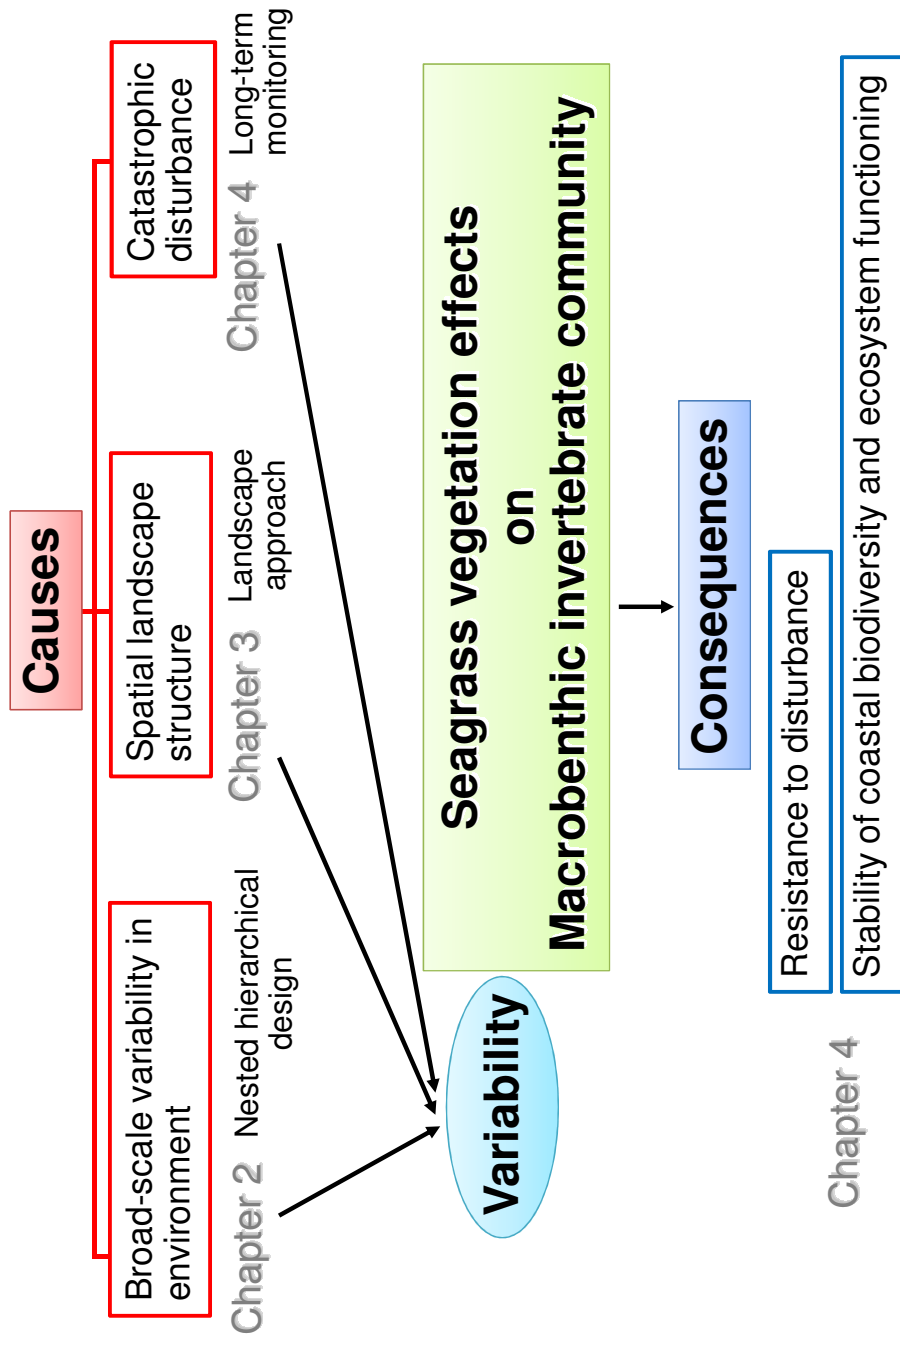 Causes
Broad-scale variability in
environment
Chapter 2
Nested hierarchical
design
Spatial landscape
structure
Chapter 3
Landscape
approach
Catastrophic
disturbance
Chapter 4
Long-term
monitoring
Variability
Seagrass vegetation effects
on
Macrobenthic invertebrate community
Consequences
Resistance to disturbance
Chapter 4
Stability of coastal biodiversity and ecosystem functioning